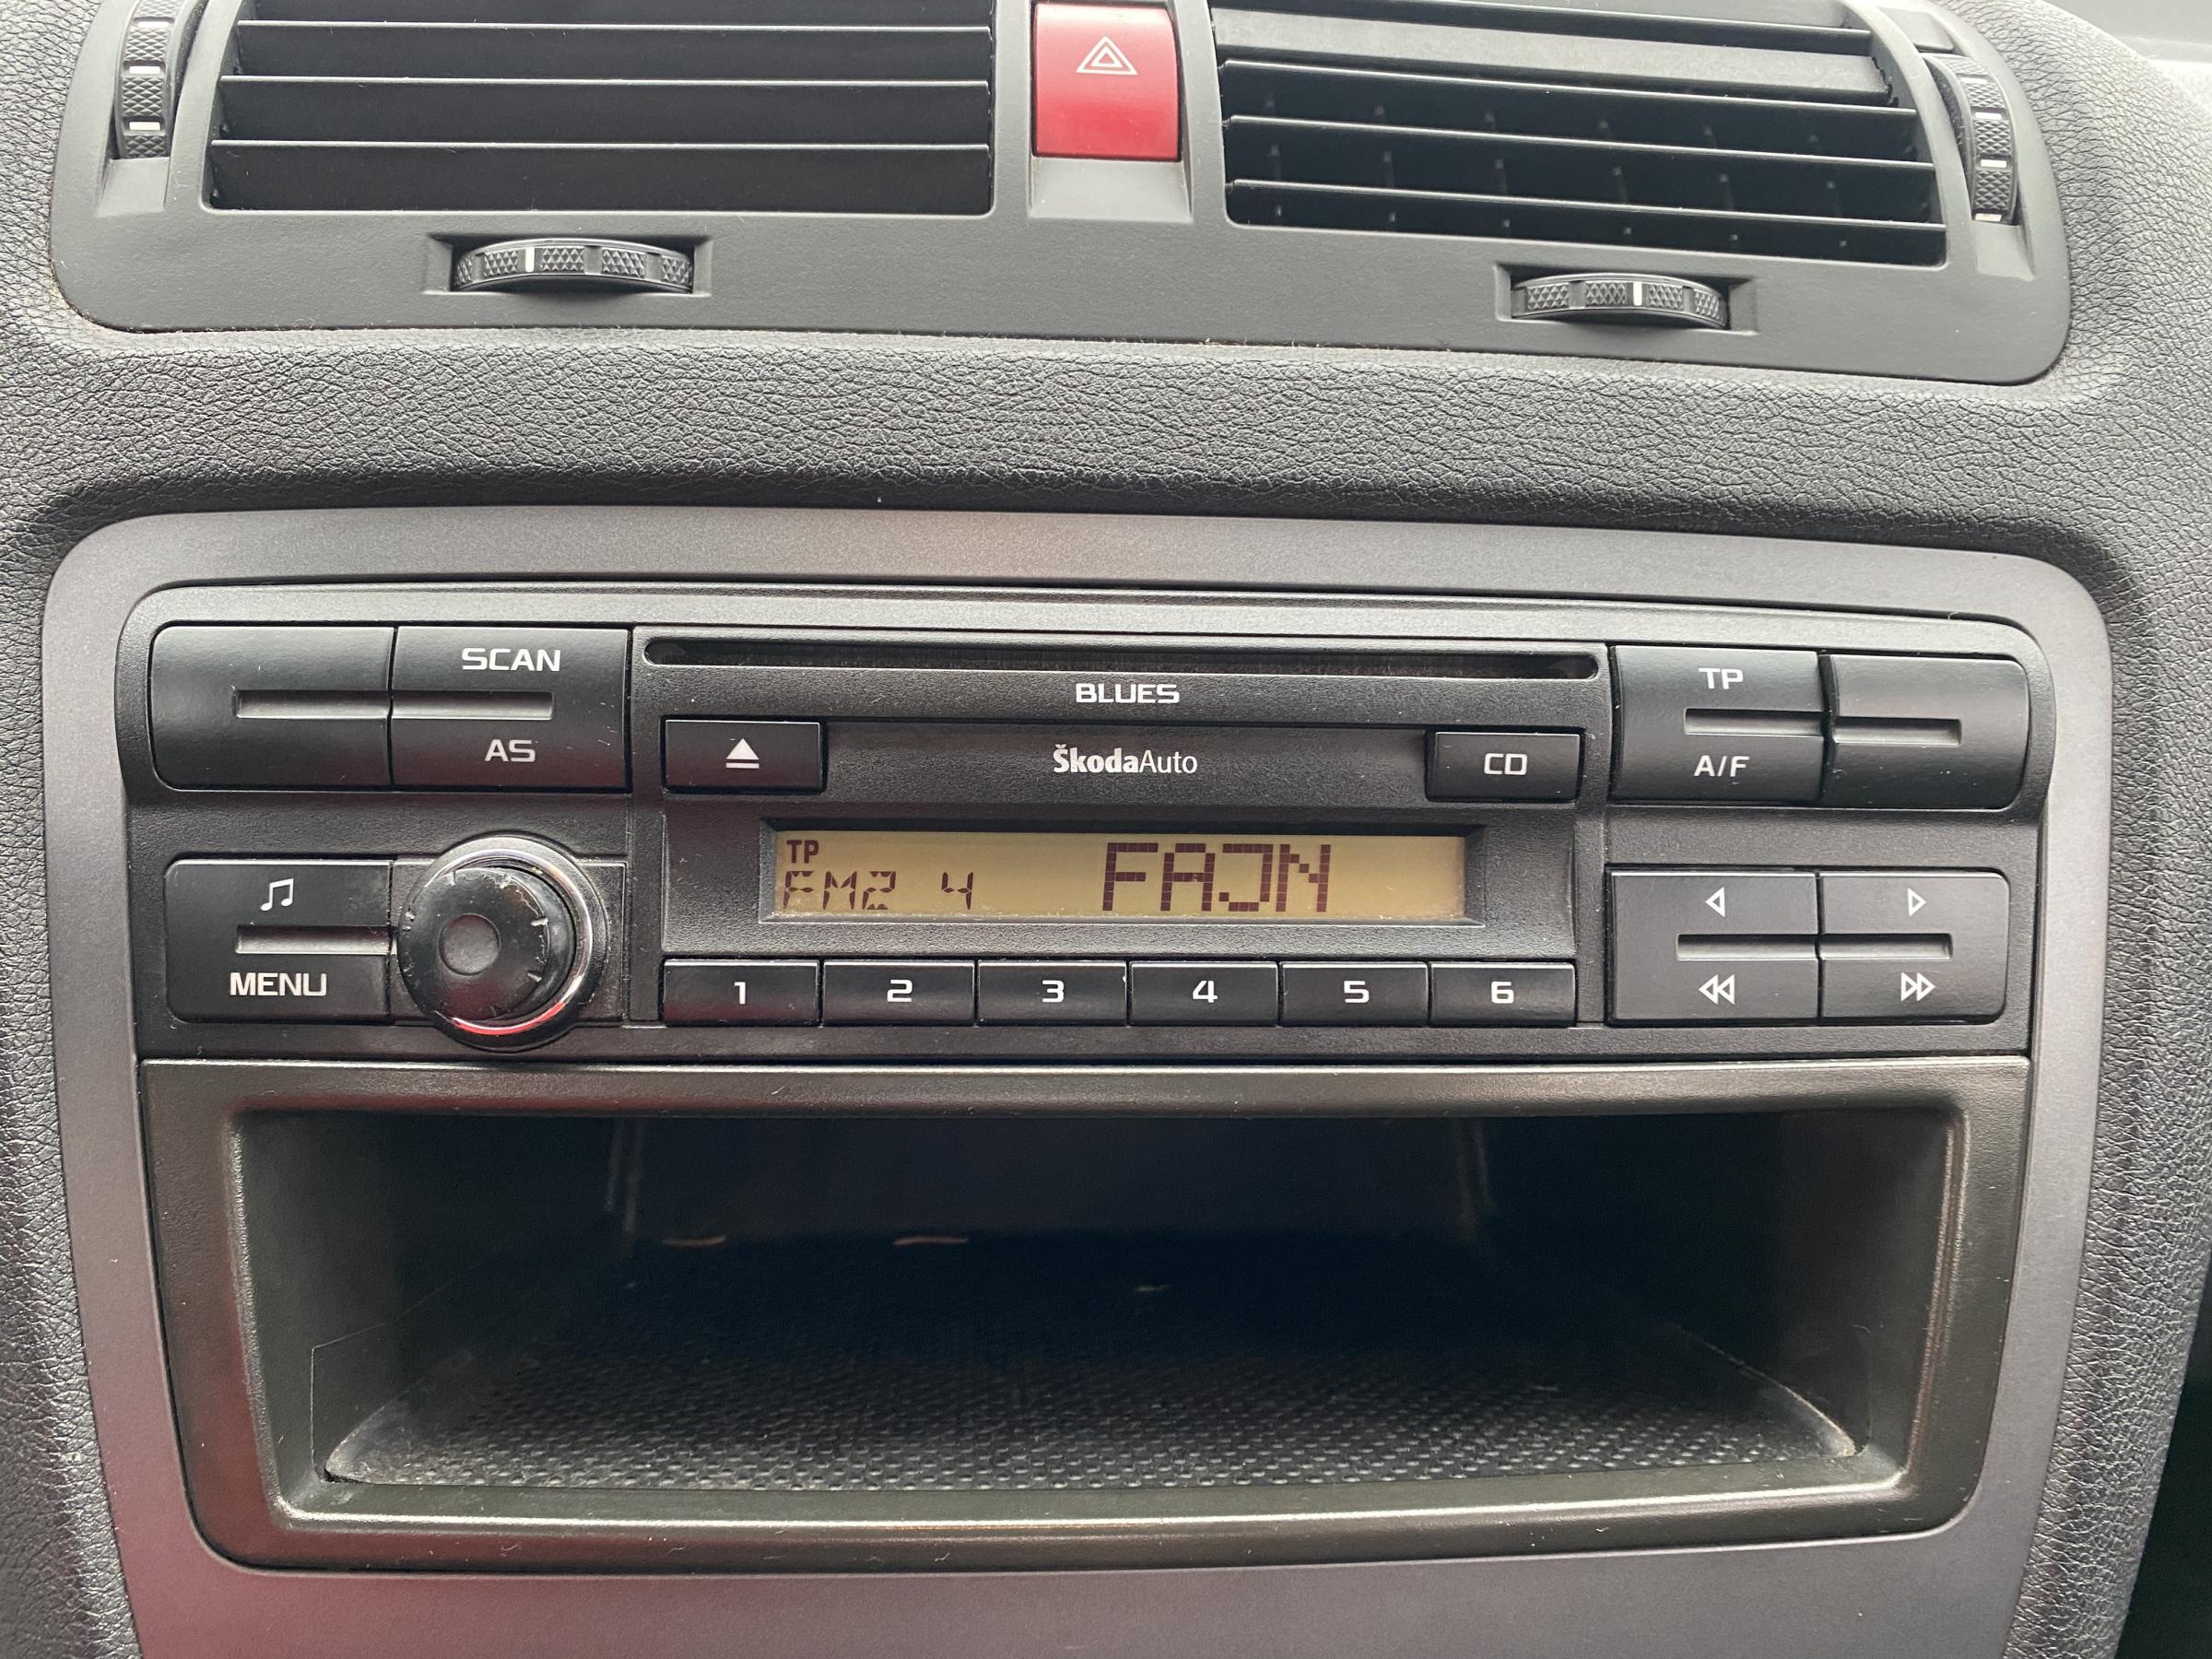 SCAN
AS
BLUES
ŠkodaAuto
CD
TP
A/F
TP
FM2 4 FAJN
MENU
1 2 3 4 5 6